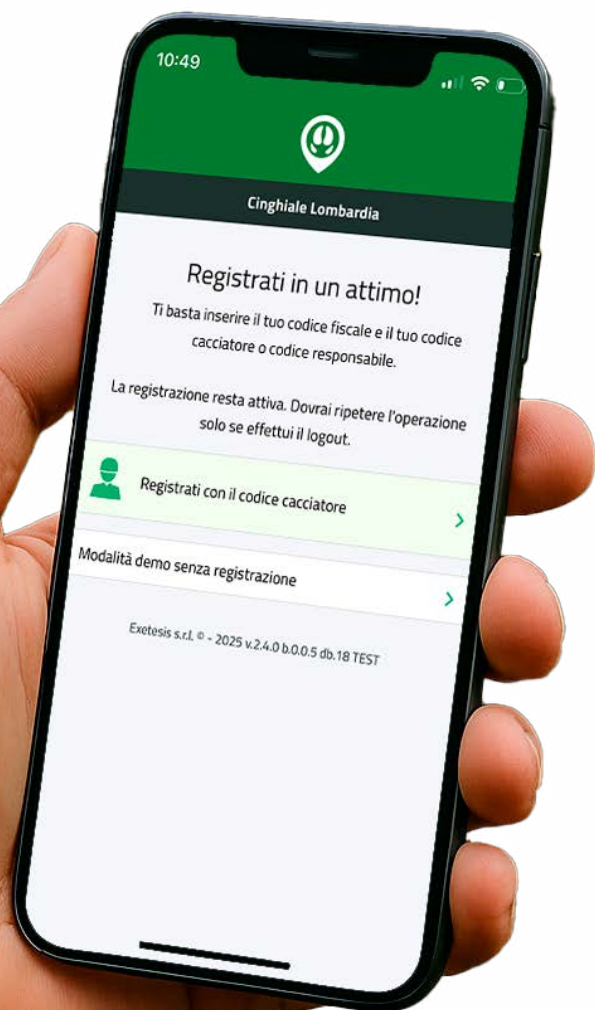 10:49
Cinghiale Lombardia
Registrati in un attimo!
Ti basta inserire il tuo codice fiscale e il tuo codice
cacciatore o codice responsabile.
La registrazione resta attiva. Dovrai ripetere l'operazione
solo se effettui il logout.
Registrati con il codice cacciatore
Modalità demo senza registrazione
Exetesis s.r.l. © - 2025 v.2.4.0 b.0.0.5 db.18 TEST